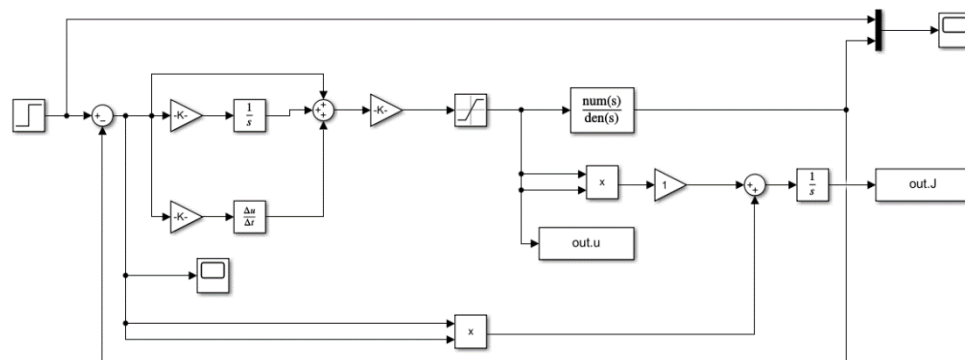 +
−
-K-
1
s
+
+
+
-K-
num(s)
den(s)
-K-
Δu
Δt
x
1
+
+
1
s
out.J
out.u
x